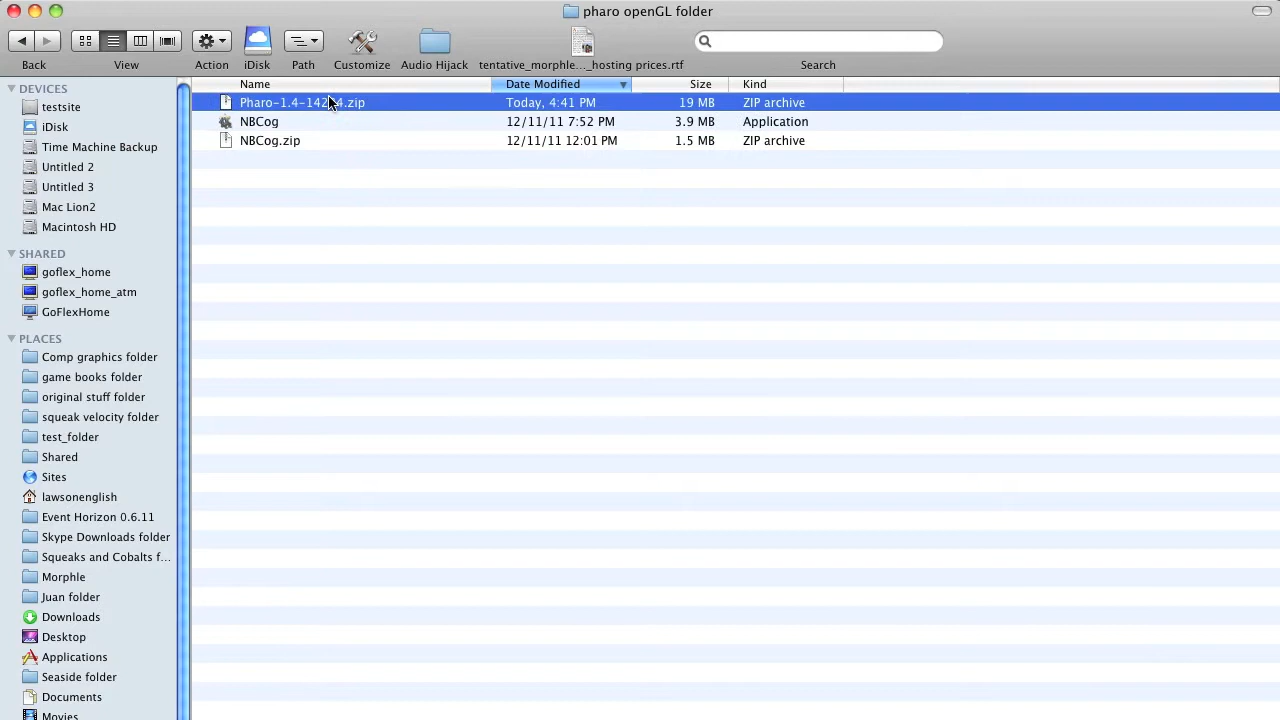 pharo openGL folder
Back
View
Action
iDisk
Path
Customize
Audio Hijack
tentative_morphle..._hosting prices.rtf
Search
DEVICES
testsite
iDisk
Time Machine Backup
Untitled 2
Untitled 3
Mac Lion2
Macintosh HD
SHARED
goflex_home
goflex_home_atm
GoFlexHome
PLACES
Comp graphics folder
game books folder
original stuff folder
squeak velocity folder
test_folder
Shared
Sites
lawsonenglish
Event Horizon 0.6.11
Skype Downloads folder
Squeaks and Cobalts f...
Morphle
Juan folder
Downloads
Desktop
Applications
Seaside folder
Documents
Movies
Name Date Modified Size Kind
Today, 4:41 PM 19 MB ZIP archive
NBCog 12/11/11 7:52 PM 3.9 MB Application
NBCog.zip 12/11/11 12:01 PM 1.5 MB ZIP archive